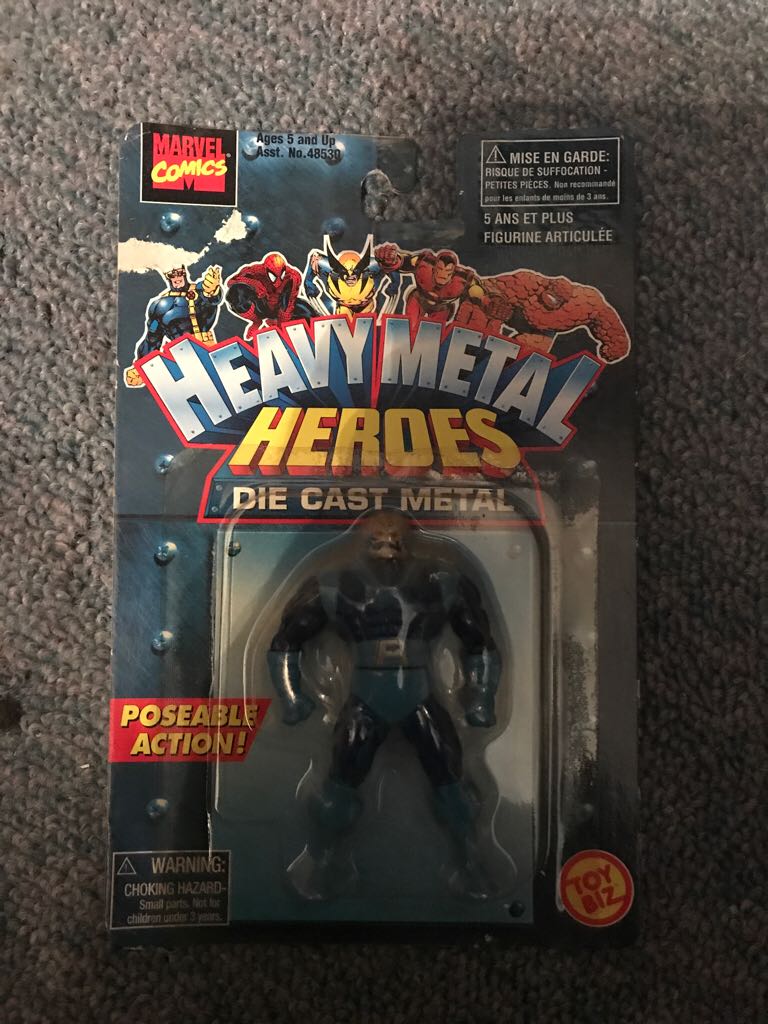 MARVEL
COMICS
M
Ages 5 and Up
Asst. No.48530
MISE EN GARDE:
RISQUE DE SUFFOCATION -
PETITES PIÈCES. Non recommandé
pour les enfants de moins de 3 ans.
5 ANS ET PLUS
FIGURINE ARTICULÉE
HEAVY METAL
HEROES
DIE CAST METAL
POSEABLE
ACTION!
WARNING:
CHOKING HAZARD-
Small parts. Not for
children under 3 years.
TOY
BIZ